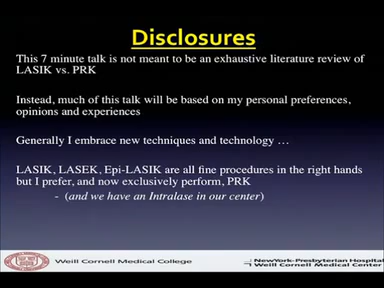 Disclosures
This 7 minute talk is not meant to be an exhaustive literature review of
LASIK vs. PRK
Instead, much of this talk will be based on my personal preferences,
opinions and experiences
Generally I embrace new techniques and technology …
LASIK, LASEK, Epi-LASIK are all fine procedures in the right hands
but I prefer, and now exclusively perform, PRK
- (and we have an Intralase in our center)
Weill Cornell Medical College
NewYork-Presbyterian Hospital
Weill Cornell Medical Center